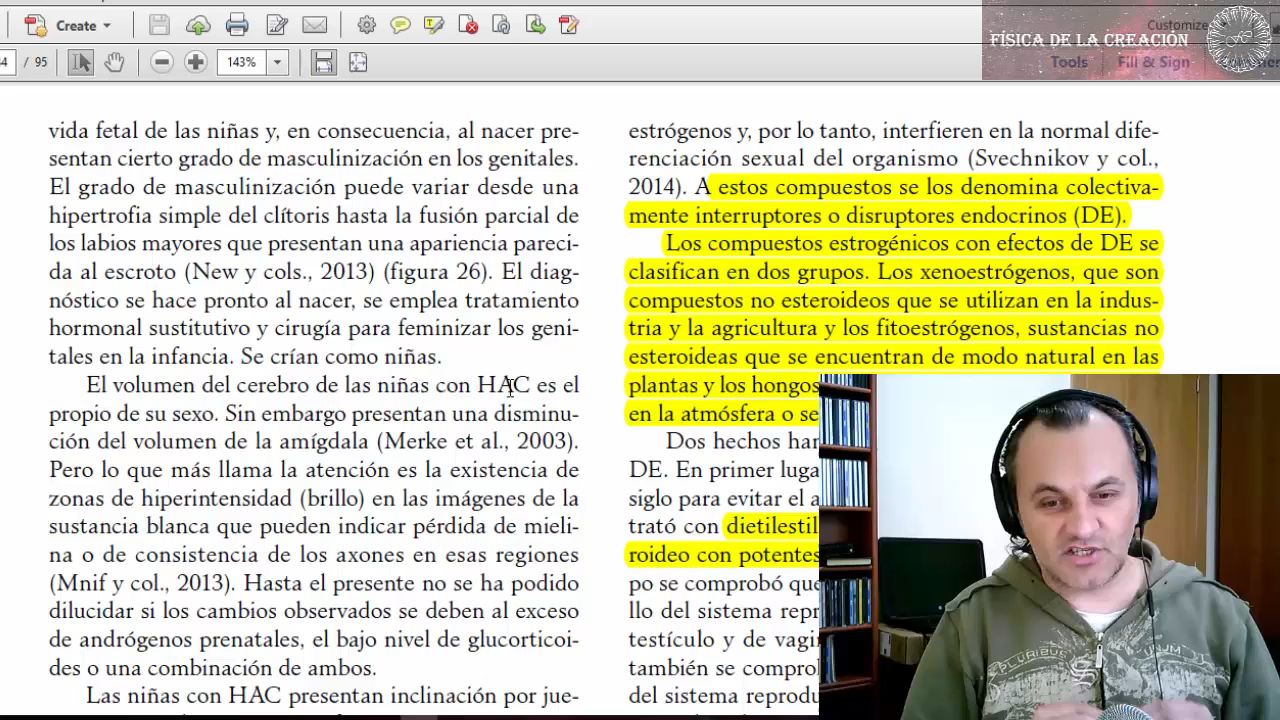 Create
Customize
FÍSICA DE LA CREACIÓN
/ 95
143%
Tools
Fill & Sign
vida fetal de las niñas y, en consecuencia, al nacer pre-
sentan cierto grado de masculinización en los genitales.
El grado de masculinización puede variar desde una
hipertrofia simple del clítoris hasta la fusión parcial de
los labios mayores que presentan una apariencia pareci-
da al escroto (New y cols., 2013) (figura 26). El diag-
nóstico se hace pronto al nacer, se emplea tratamiento
hormonal sustitutivo y cirugía para feminizar los geni-
tales en la infancia. Se crían como niñas.
El volumen del cerebro de las niñas con HAC es el
propio de su sexo. Sin embargo presentan una disminu-
ción del volumen de la amígdala (Merke et al., 2003).
Pero lo que más llama la atención es la existencia de
zonas de hiperintensidad (brillo) en las imágenes de la
sustancia blanca que pueden indicar pérdida de mieli-
na o de consistencia de los axones en esas regiones
(Mnif y col., 2013). Hasta el presente no se ha podido
dilucidar si los cambios observados se deben al exceso
de andrógenos prenatales, el bajo nivel de glucorticoi-
des o una combinación de ambos.
Las niñas con HAC presentan inclinación por jue-
estrógenos y, por lo tanto, interfieren en la normal dife-
renciación sexual del organismo (Svechnikov y col.,
2014). A estos compuestos se los denomina colectiva-
mente interruptores o disruptores endocrinos (DE).
Los compuestos estrogénicos con efectos de DE se
clasifican en dos grupos. Los xenoestrógenos, que son
compuestos no esteroideos que se utilizan en la indus-
tria y la agricultura y los fitoestrógenos, sustancias no
esteroideas que se encuentran de modo natural en las
plantas y los hongos
en la atmósfera o se
Dos hechos han
DE. En primer luga
siglo para evitar el a
trató con dietilestil
roideo con potentes
po se comprobó que
llo del sistema repr
testículo y de vagi
también se comprob
del sistema reprodu